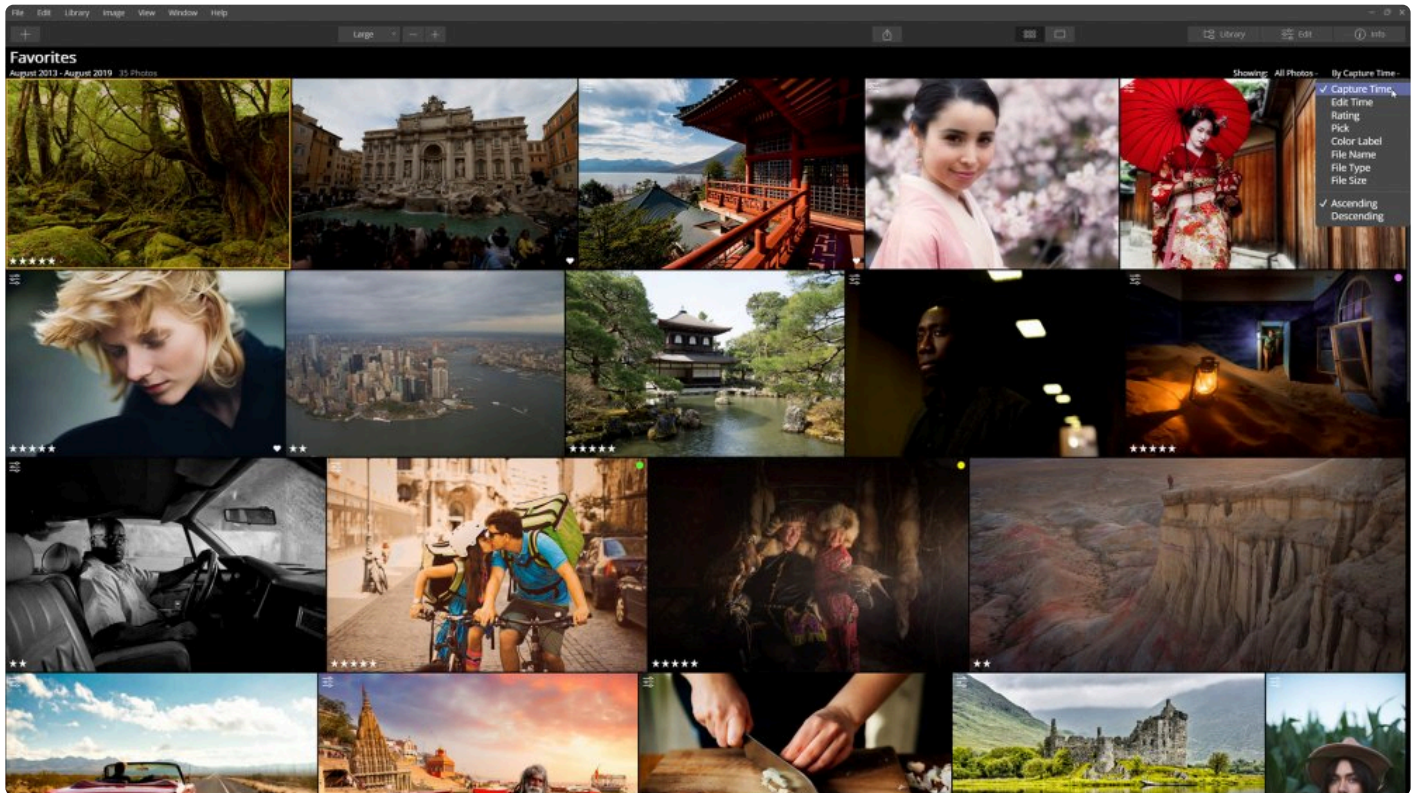 File Edit Library Image View Window Help
Large
Library Edit Info
Favorites
August 2013 - August 2019 35 Photos
Showing: All Photos By Capture Time
Capture Time
Edit Time
Rating
Pick
Color Label
File Name
File Type
File Size
Ascending
Descending